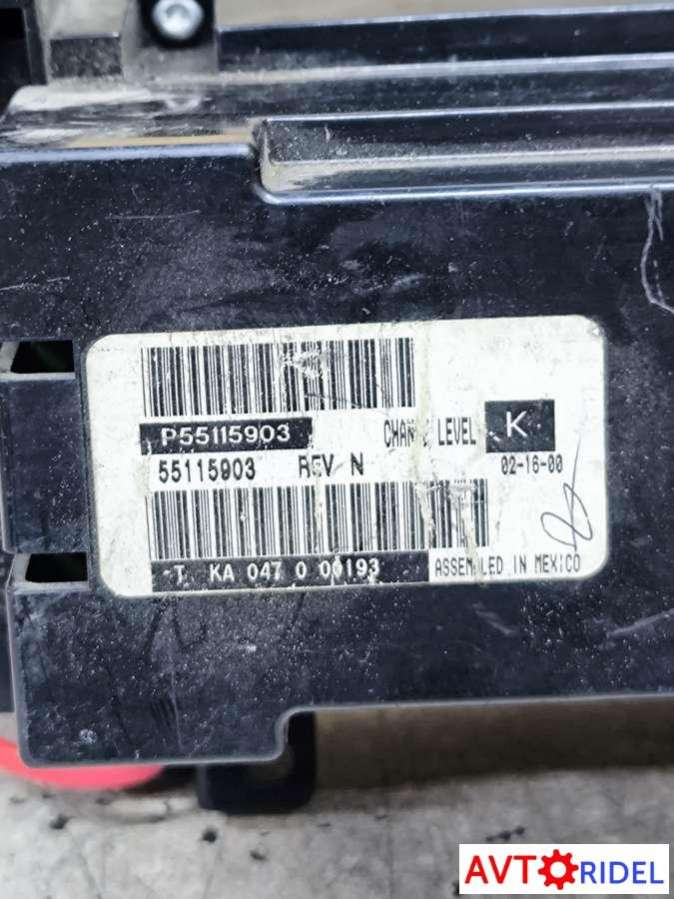 P55115903 CHANGE LEVEL K
55115903 REV N 02-16-00
T KA 047 0 00193 ASSEMBLED IN MEXICO
AVTORIDEL